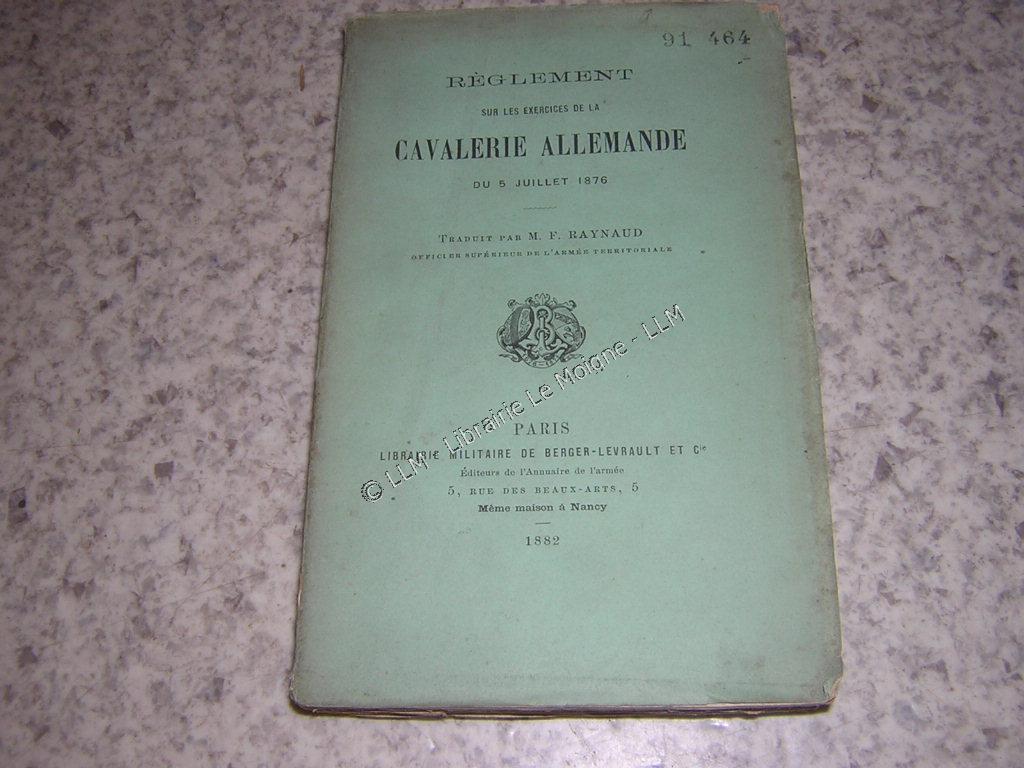 91 464
RÈGLEMENT
SUR LES EXERCICES DE LA
CAVALERIE ALLEMANDE
DU 5 JUILLET 1876
TRADUIT PAR M. F. RAYNAUD
OFFICIER SUPÉRIEUR DE L'ARMÉE TERRITORIALE
© LLM - Librairie Le Moigne - LLM
PARIS
LIBRAIRIE MILITAIRE DE BERGER-LEVRAULT ET Cie
Éditeurs de l'Annuaire de l'armée
5, RUE DES BEAUX-ARTS, 5
Même maison à Nancy
1882